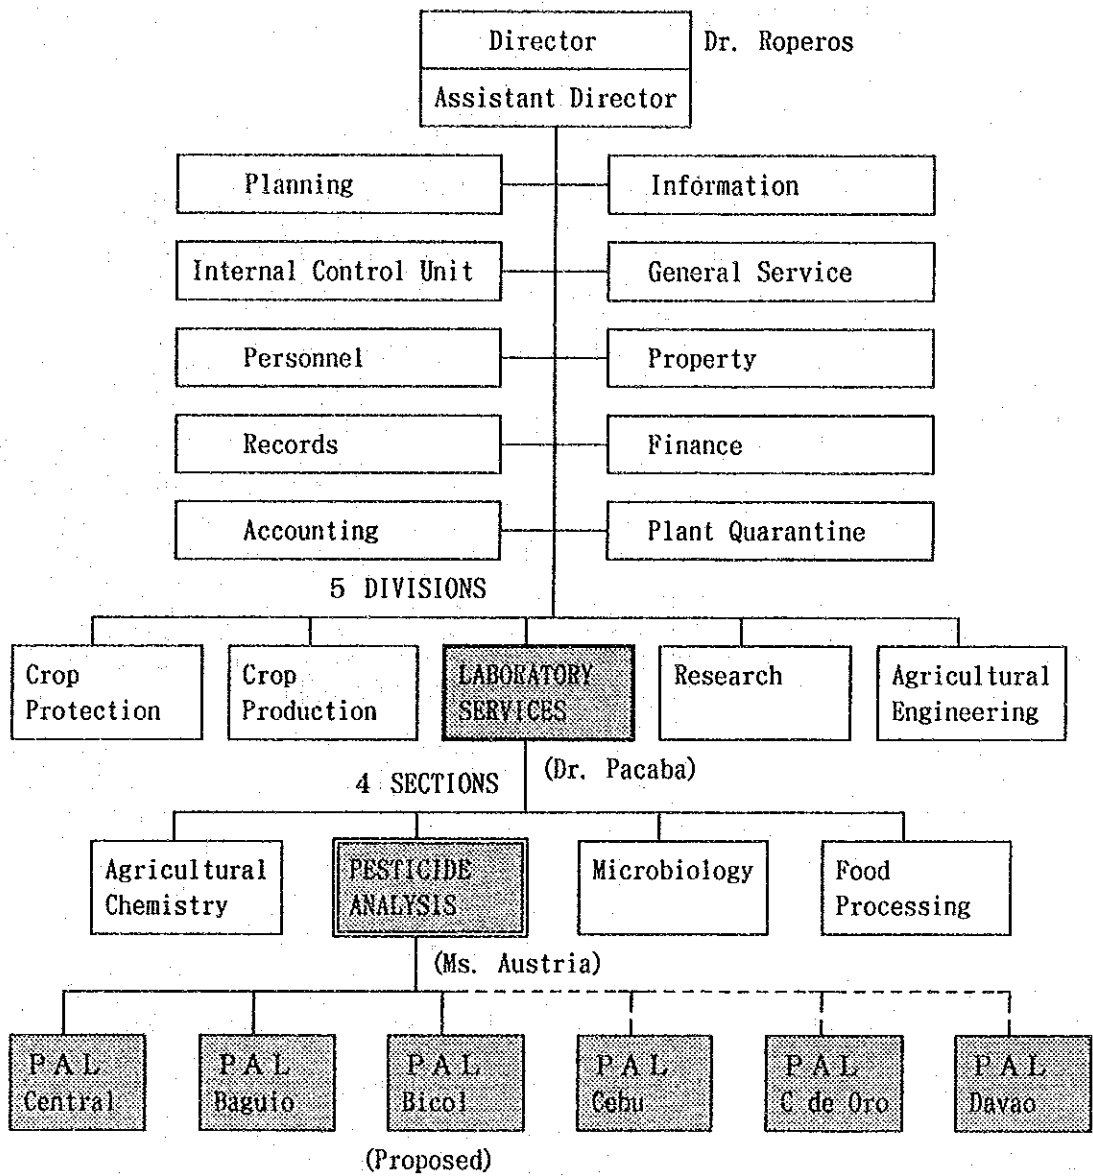 Director
Dr. Roperos
Assistant Director
Planning
Information
Internal Control Unit
General Service
Personnel
Property
Records
Finance
Accounting
Plant Quarantine
5 DIVISIONS
Crop
Protection
Crop
Production
LABORATORY
SERVICES
Research
Agricultural
Engineering
(Dr. Pacaba)
4 SECTIONS
Agricultural
Chemistry
PESTICIDE
ANALYSIS
Microbiology
Food
Processing
(Ms. Austria)
PAL
Central
PAL
Baguio
PAL
Bicol
PAL
Cebu
PAL
C de Oro
PAL
Davao
(Proposed)